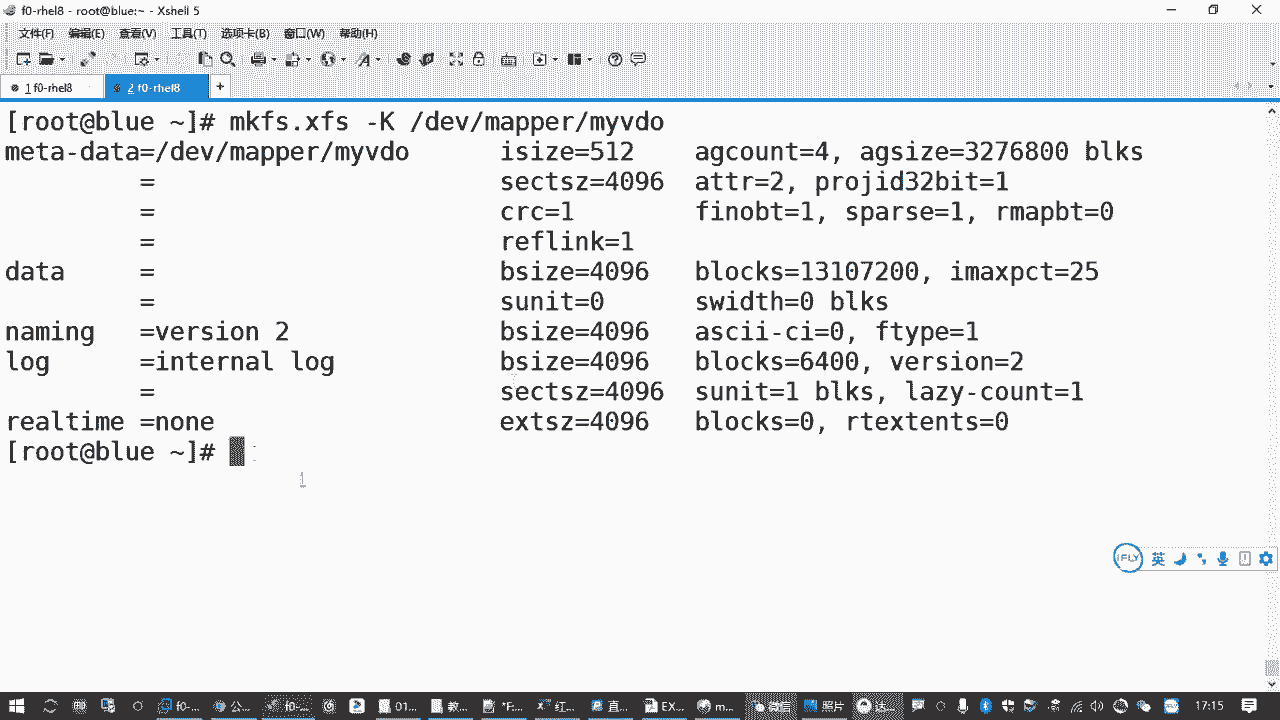 f0-rhel8 - root@blue:~ - Xshell 5
文件(F) 编辑(E) 查看(V) 工具(T) 选项卡(B) 窗口(W) 帮助(H)
1 f0-rhel8 2 f0-rhel8 +
[root@blue ~]# mkfs.xfs -K /dev/mapper/myvdo
meta-data=/dev/mapper/myvdo isize=512 agcount=4, agsize=3276800 blks
= sectsz=4096 attr=2, projid32bit=1
= crc=1 finobt=1, sparse=1, rmapbt=0
= reflink=1
data = bsize=4096 blocks=13107200, imaxpct=25
= sunit=0 swidth=0 blks
naming =version 2 bsize=4096 ascii-ci=0, ftype=1
log =internal log bsize=4096 blocks=6400, version=2
= sectsz=4096 sunit=1 blks, lazy-count=1
realtime =none extsz=4096 blocks=0, rtextents=0
[root@blue ~]#
iFLY 英
f0-... 公... f0-... 01... 教... "F... 红... 直... EX... m... 微信 照片 17:15